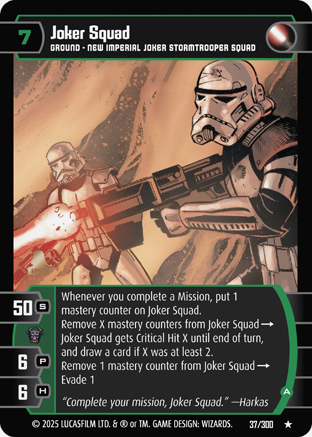 7
Joker Squad
GROUND - NEW IMPERIAL JOKER STORMTROOPER SQUAD
50 S
6 P
6 H
Whenever you complete a Mission, put 1
mastery counter on Joker Squad.
Remove X mastery counters from Joker Squad →
Joker Squad gets Critical Hit X until end of turn,
and draw a card if X was at least 2.
Remove 1 mastery counter from Joker Squad →
Evade 1
“Complete your mission, Joker Squad.” —Harkas
A
© 2025 LUCASFILM LTD. & ® or TM. GAME DESIGN: WIZARDS. 37/300 ★